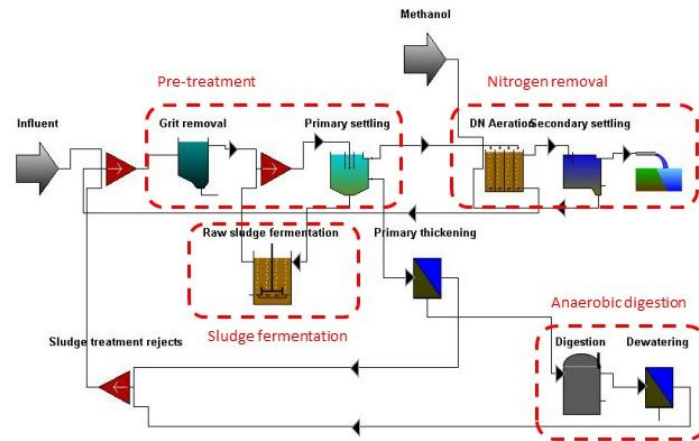 Methanol
Pre-treatment
Nitrogen removal
Influent
Grit removal
Primary settling
DN Aeration
Secondary settling
Raw sludge fermentation
Primary thickening
Sludge fermentation
Anaerobic digestion
Sludge treatment rejects
Digestion
Dewatering